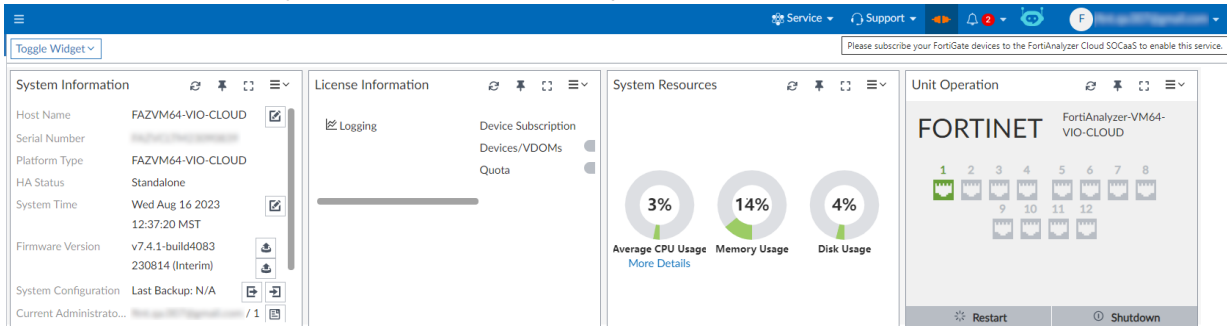 Service
Support
2
F
Toggle Widget
Please subscribe your FortiGate devices to the FortiAnalyzer Cloud SOCaaS to enable this service.
System Information
Host Name FAZVM64-VIO-CLOUD
Serial Number
Platform Type FAZVM64-VIO-CLOUD
HA Status Standalone
System Time Wed Aug 16 2023
12:37:20 MST
Firmware Version v7.4.1-build4083
230814 (Interim)
System Configuration Last Backup: N/A
Current Administrato... / 1
License Information
Logging
Device Subscription
Devices/VDOMs
Quota
System Resources
3% 14% 4%
Average CPU Usage Memory Usage Disk Usage
More Details
Unit Operation
FORTINET
FortiAnalyzer-VM64-
VIO-CLOUD
1 2 3 4 5 6 7 8
9 10 11 12
Restart Shutdown